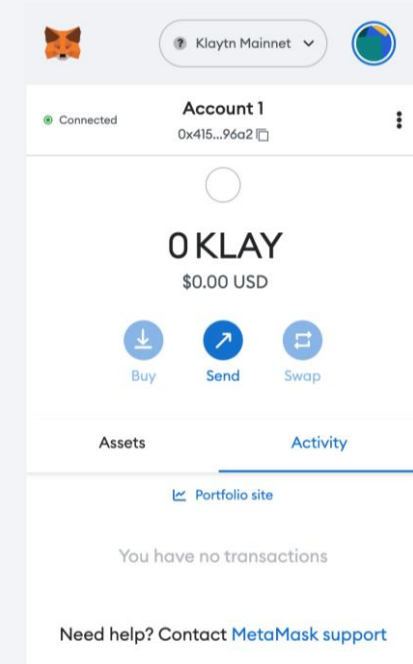 ? Klaytn Mainnet
Connected
Account 1
0x415...96a2
0 KLAY
$0.00 USD
Buy Send Swap
Assets Activity
Portfolio site
You have no transactions
Need help? Contact MetaMask support